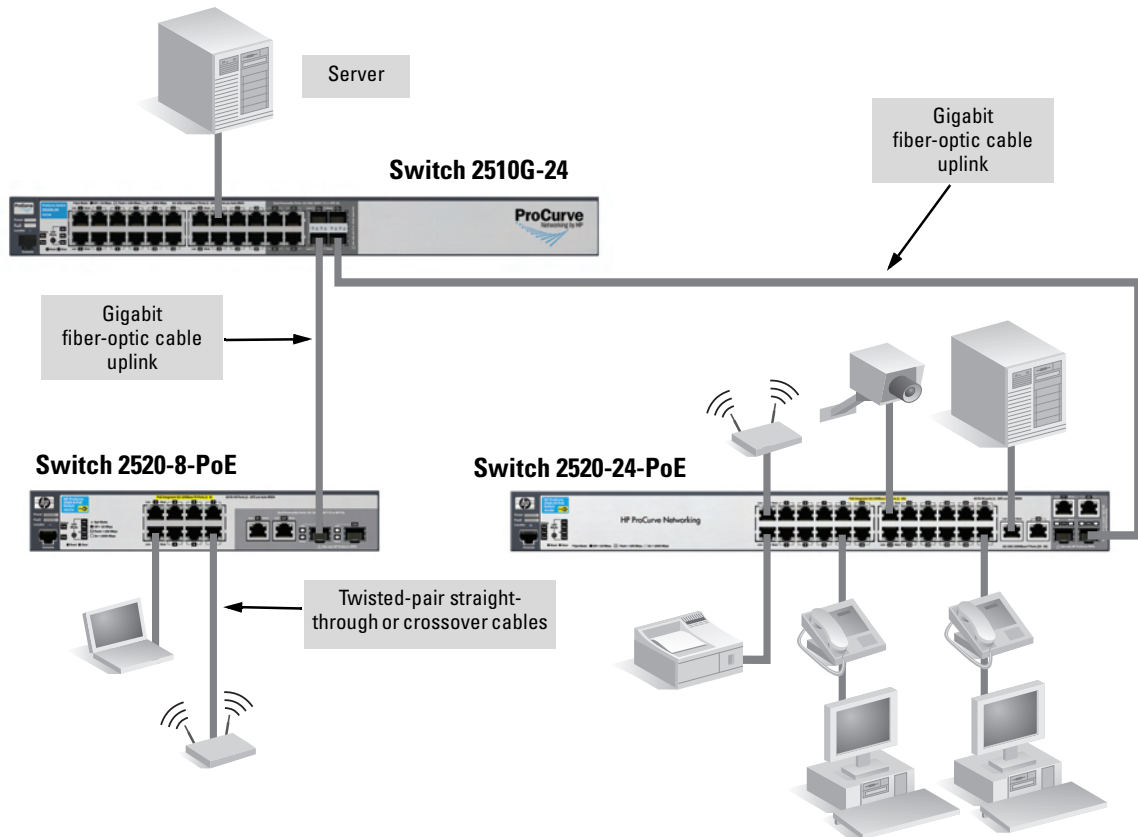 Server
Gigabit
fiber-optic cable
uplink
Switch 2510G-24
ProCurve
Networking by HP
Gigabit
fiber-optic cable
uplink
Switch 2520-8-PoE
Switch 2520-24-PoE
HP ProCurve Networking
Twisted-pair straight-
through or crossover cables